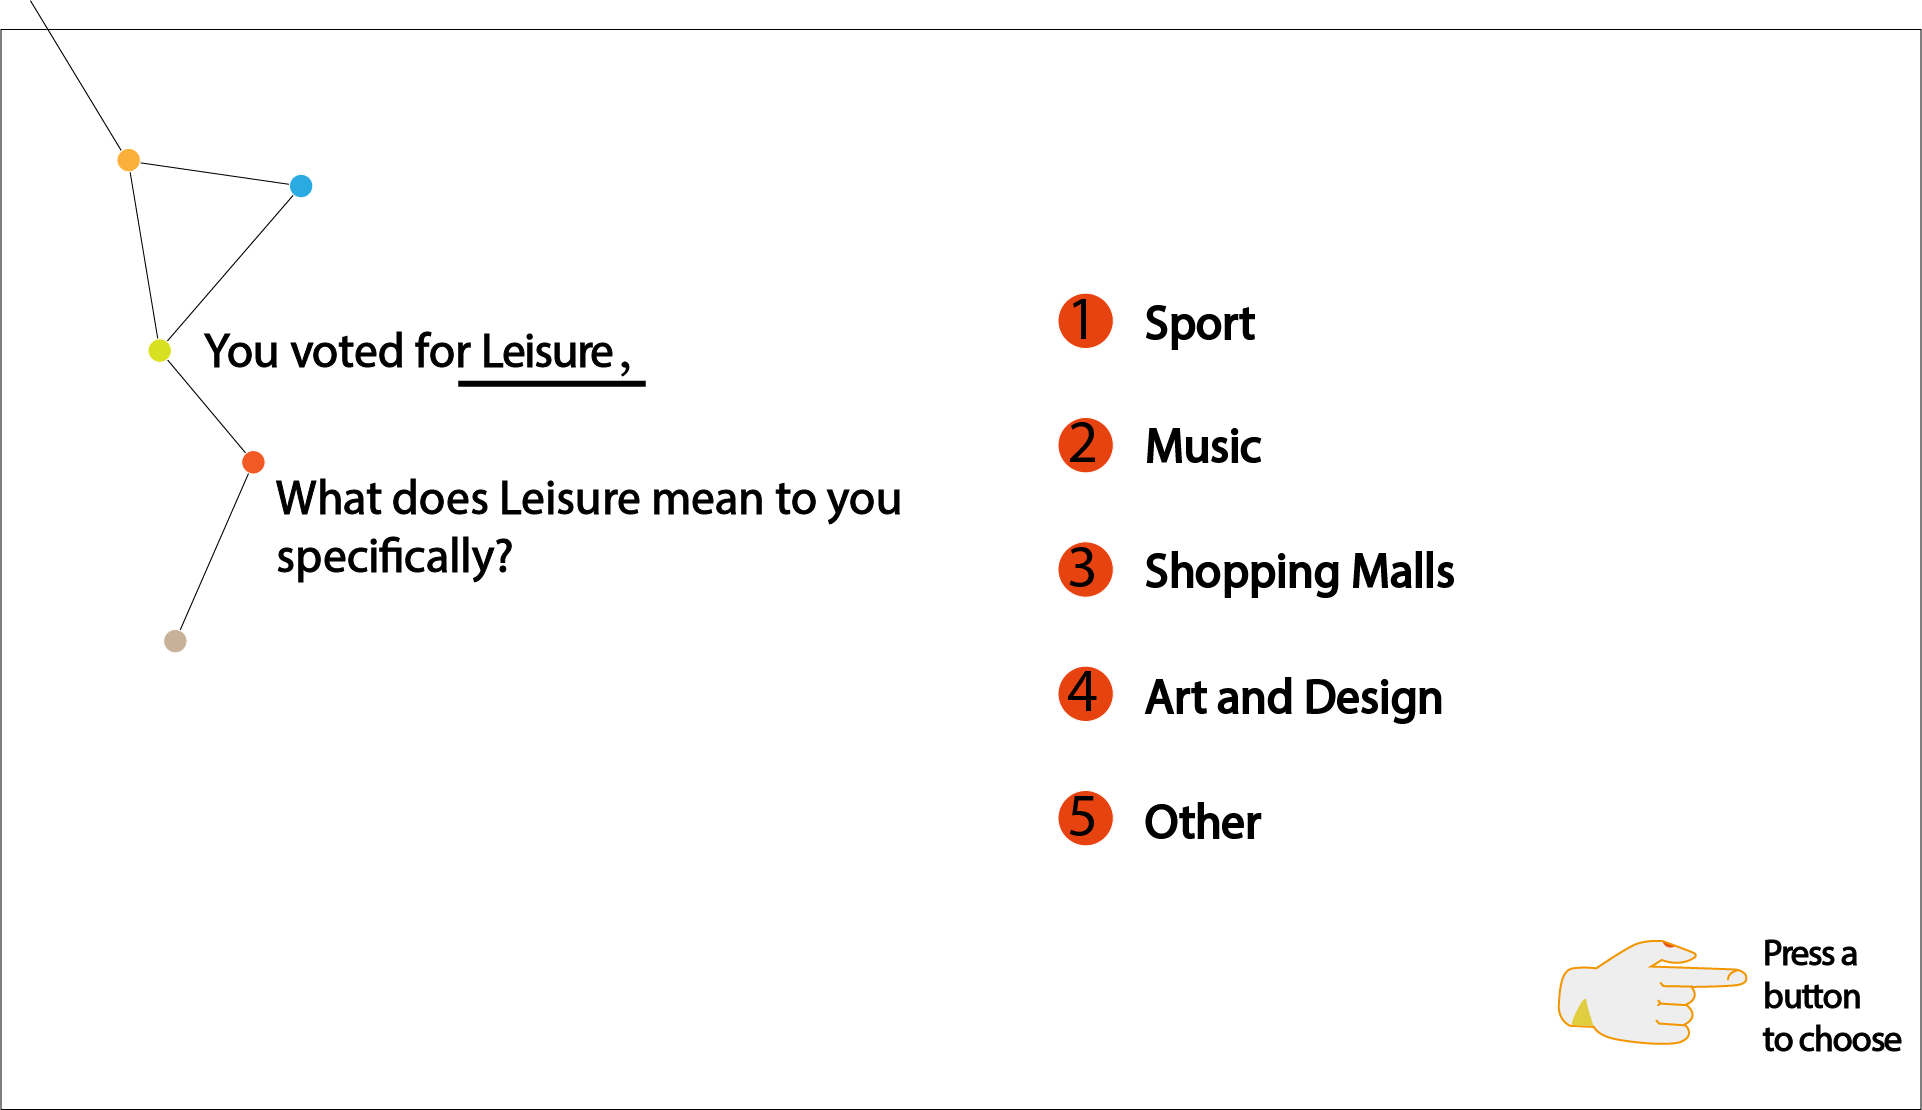 You voted for Leisure,
What does Leisure mean to you
specifically?
1 Sport
2 Music
3 Shopping Malls
4 Art and Design
5 Other
Press a
button
to choose